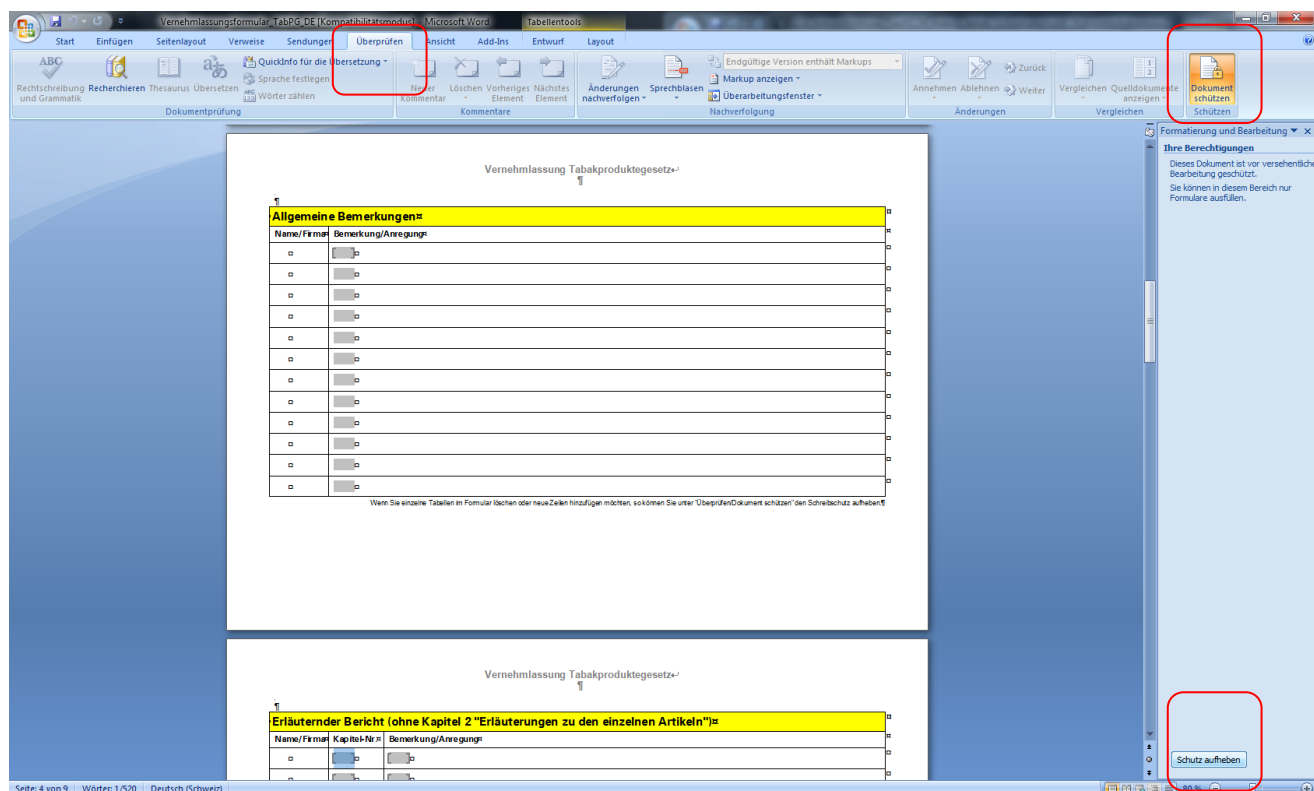 Vernehmlassungsformular_TabPG_DE [Kompatibilitätsmodus] - Microsoft Word
Tabellentools
Start Einfügen Seitenlayout Verweise Sendungen Überprüfen Ansicht Add-Ins Entwurf Layout
ABC
Rechtschreibung und Grammatik
Recherchieren
Thesaurus
Übersetzen
QuickInfo für die Übersetzung
Sprache festlegen
Wörter zählen
Dokumentprüfung
Neuer Kommentar
Löschen
Vorheriges Element
Nächstes Element
Kommentare
Änderungen nachverfolgen
Sprechblasen
Endgültige Version enthält Markups
Markup anzeigen
Überarbeitungsfenster
Nachverfolgung
Annehmen
Ablehnen
Zurück
Weiter
Änderungen
Vergleichen
Quelldokumente anzeigen
Vergleichen
Dokument schützen
Schützen
Formatierung und Bearbeitung
Ihre Berechtigungen
Dieses Dokument ist vor versehentliche
Bearbeitung geschützt.
Sie können in diesem Bereich nur
Formulare ausfüllen.
Vernehmlassung Tabakproduktegesetz
¶
¶
Allgemeine Bemerkungen¤
Name/Firma¤ Bemerkung/Anregung¤
Wenn Sie einzelne Tabellen im Formular löschen oder neue Zeilen hinzufügen möchten, so können Sie unter "Überprüfen/Dokument schützen" den Schreibschutz aufheben.¶
Vernehmlassung Tabakproduktegesetz
¶
¶
Erläuternder Bericht (ohne Kapitel 2 "Erläuterungen zu den einzelnen Artikeln")¤
Name/Firma¤ Kapitel-Nr.¤ Bemerkung/Anregung¤
Schutz aufheben
Seite: 4 von 9 Wörter: 1/520 Deutsch (Schweiz)
80 %